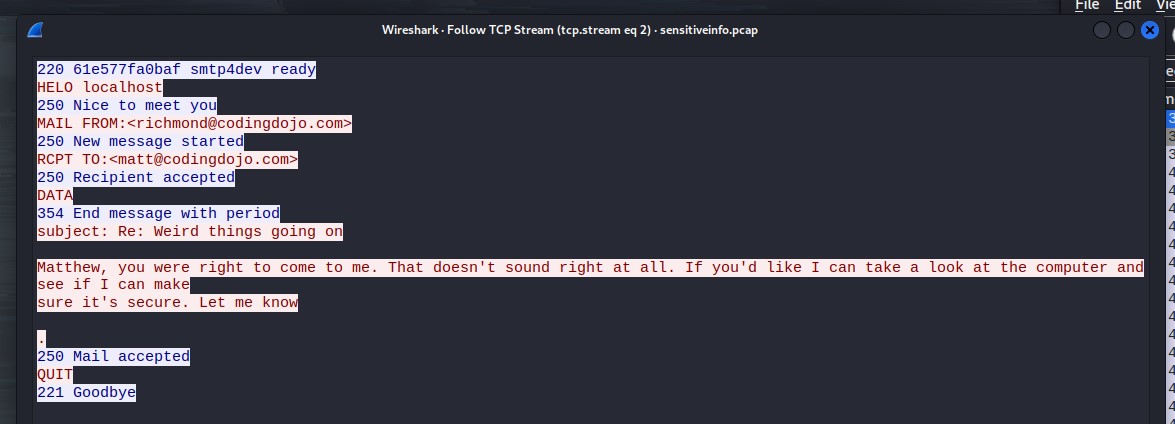 File Edit
Wireshark · Follow TCP Stream (tcp.stream eq 2) · sensitiveinfo.pcap
220 61e577fa0baf smtp4dev ready
HELO localhost
250 Nice to meet you
MAIL FROM:<richmond@codingdojo.com>
250 New message started
RCPT TO:<matt@codingdojo.com>
250 Recipient accepted
DATA
354 End message with period
subject: Re: Weird things going on
Matthew, you were right to come to me. That doesn't sound right at all. If you'd like I can take a look at the computer and
see if I can make
sure it's secure. Let me know
.
250 Mail accepted
QUIT
221 Goodbye